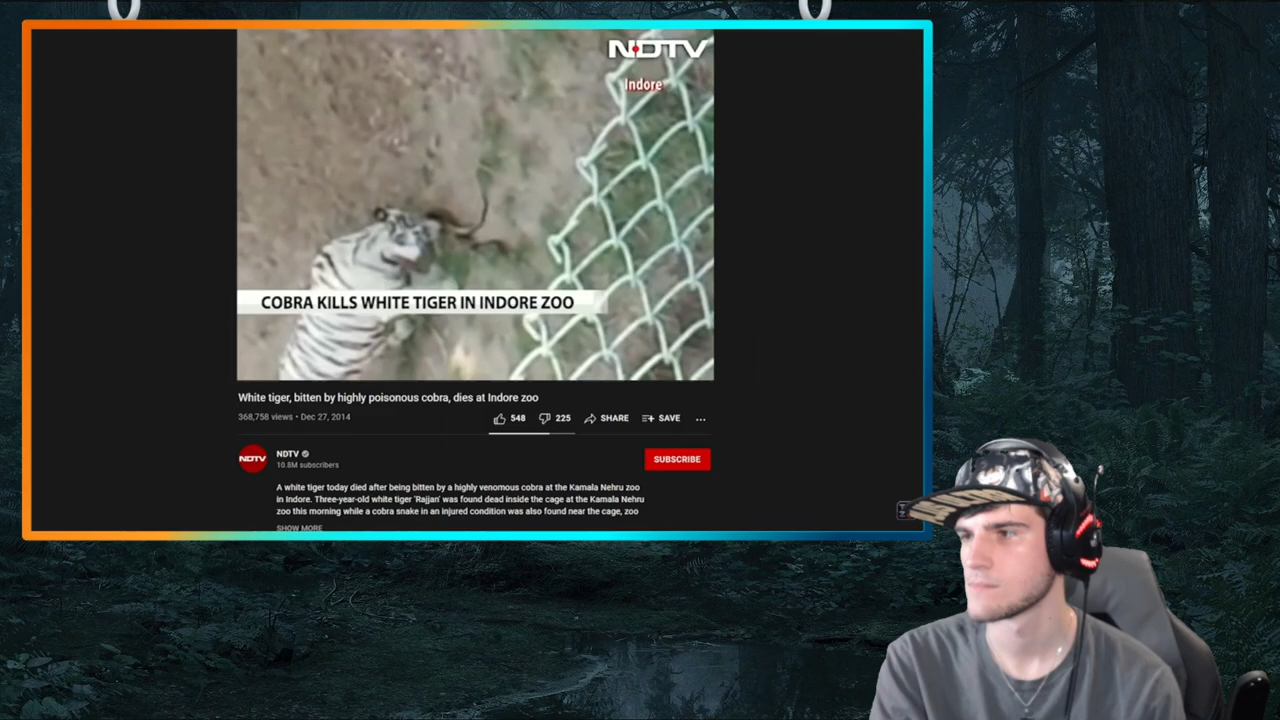 NDTV
Indore
COBRA KILLS WHITE TIGER IN INDORE ZOO
White tiger, bitten by highly poisonous cobra, dies at Indore zoo
368,758 views • Dec 27, 2014
548 225 SHARE SAVE ...
NDTV
NDTV
10.8M subscribers
SUBSCRIBE
A white tiger today died after being bitten by a highly venomous cobra at the Kamala Nehru zoo
in Indore. Three-year-old white tiger 'Rajjan' was found dead inside the cage at the Kamala Nehru
zoo this morning while a cobra snake in an injured condition was also found near the cage, zoo
SHOW MORE